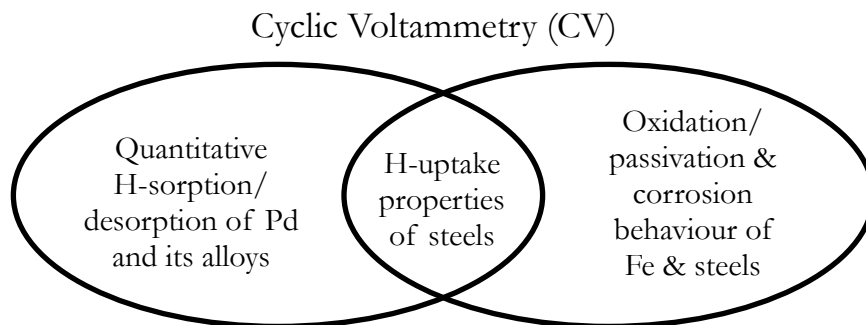 Cyclic Voltammetry (CV)
Quantitative
H-sorption/
desorption of Pd
and its alloys
H-uptake
properties
of steels
Oxidation/
passivation &
corrosion
behaviour of
Fe & steels